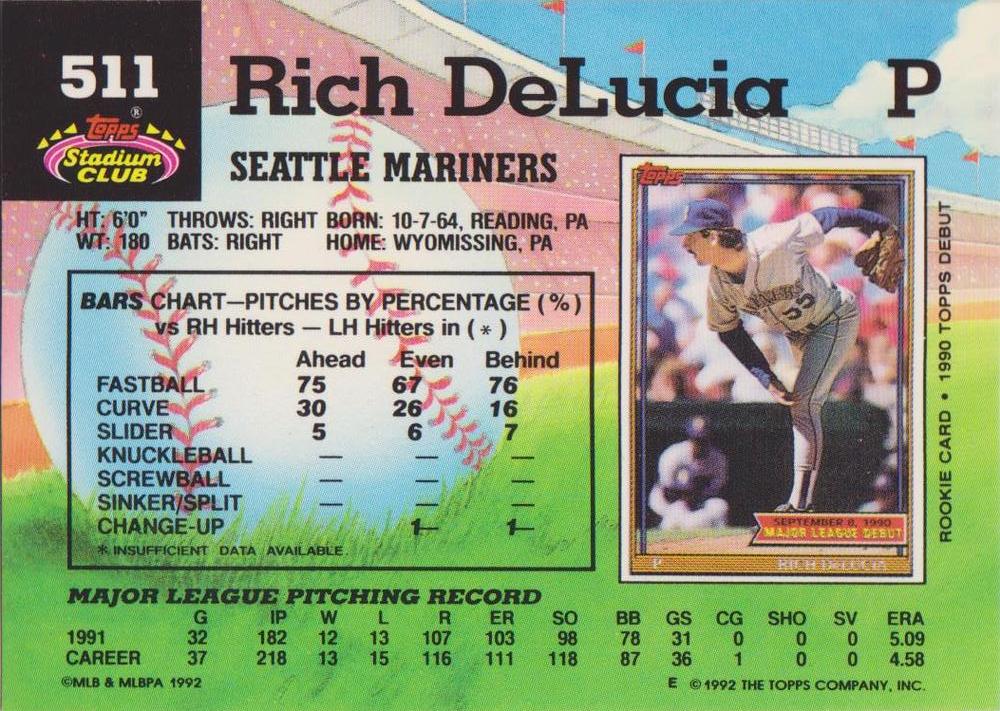 511
Rich DeLucia P
Topps®
Stadium
CLUB
SEATTLE MARINERS
HT: 6'0" THROWS: RIGHT BORN: 10-7-64, READING, PA
WT: 180 BATS: RIGHT HOME: WYOMISSING, PA
BARS CHART—PITCHES BY PERCENTAGE (%)
vs RH Hitters — LH Hitters in (*)
Ahead Even Behind
FASTBALL 75 67 76
CURVE 30 26 16
SLIDER 5 6 7
KNUCKLEBALL — — —
SCREWBALL — — —
SINKER/SPLIT — — —
CHANGE-UP 1— 1—
* INSUFFICIENT DATA AVAILABLE.
Topps
MARINERS
53
SEPTEMBER 8, 1990
MAJOR LEAGUE DEBUT
P RICH DELUCIA
ROOKIE CARD • 1990 TOPPS DEBUT
MAJOR LEAGUE PITCHING RECORD
G IP W L R ER SO BB GS CG SHO SV ERA
1991 32 182 12 13 107 103 98 78 31 0 0 0 5.09
CAREER 37 218 13 15 116 111 118 87 36 1 0 0 4.58
©MLB & MLBPA 1992 E ©1992 THE TOPPS COMPANY, INC.